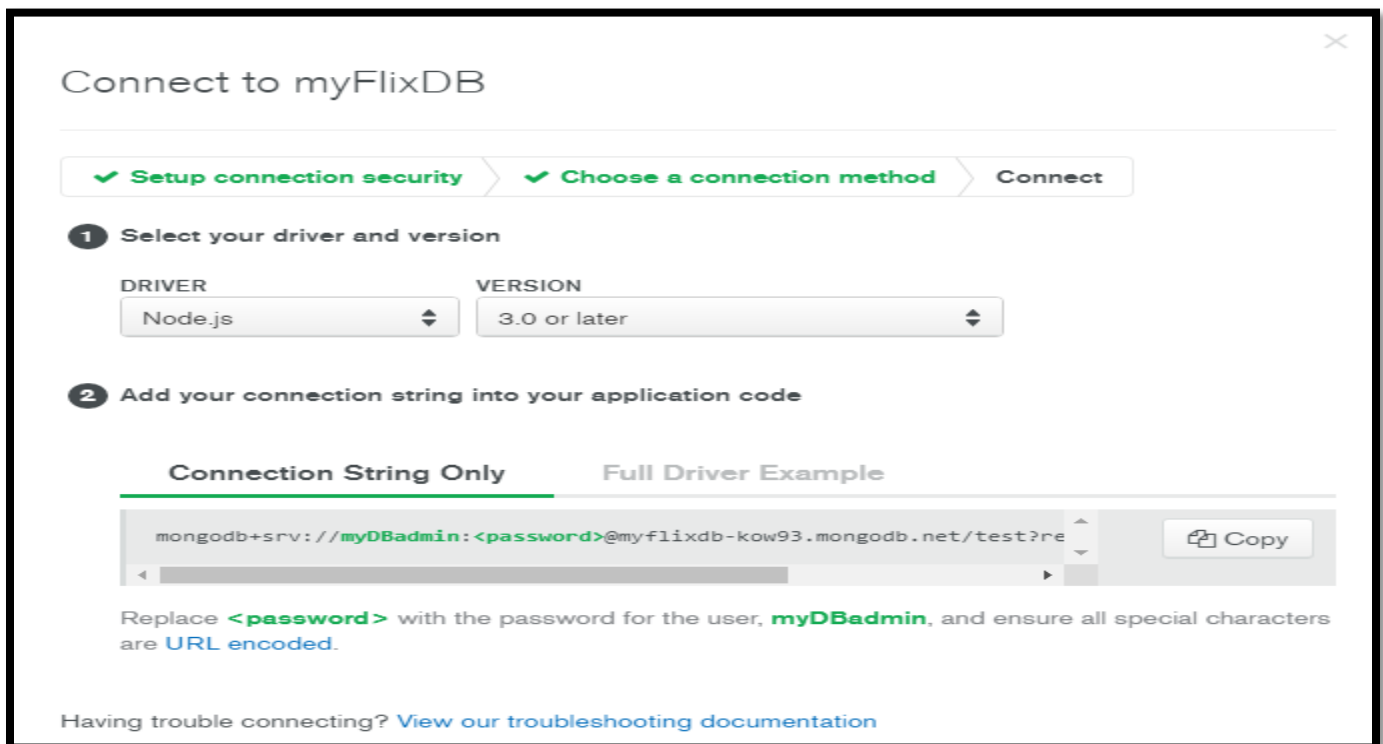 Connect to myFlixDB
Setup connection security
Choose a connection method
Connect
1 Select your driver and version
DRIVER
VERSION
Node.js
3.0 or later
2 Add your connection string into your application code
Connection String Only
Full Driver Example
mongodb+srv://myDBadmin:<password>@myflixdb-kow93.mongodb.net/test?re
Copy
Replace <password> with the password for the user, myDBadmin, and ensure all special characters
are URL encoded.
Having trouble connecting? View our troubleshooting documentation